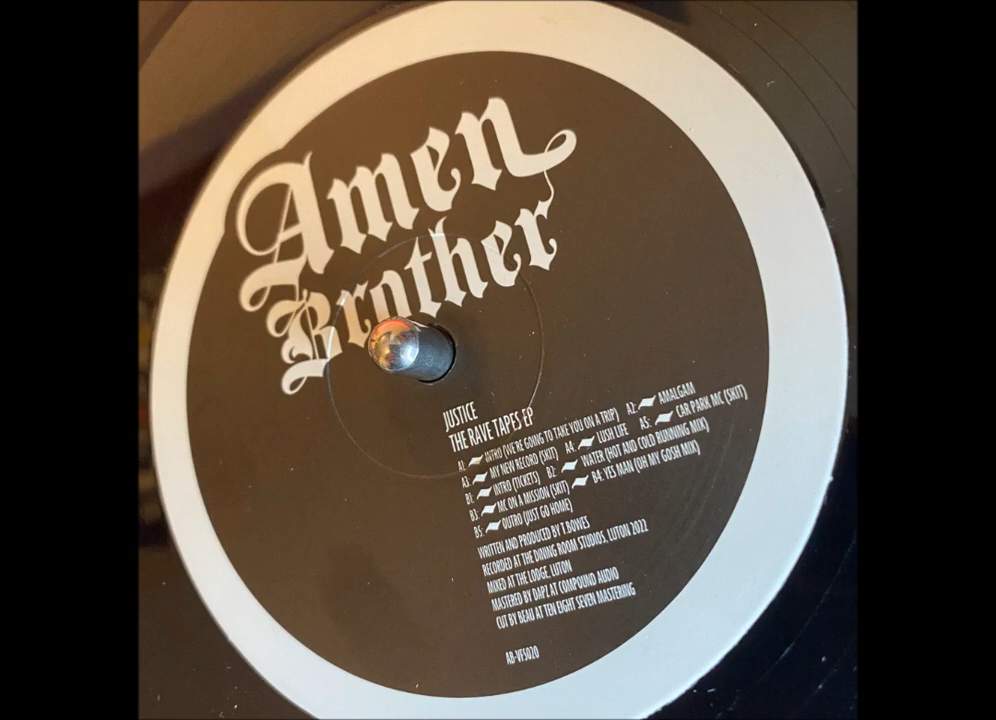 Amen
Brother
JUSTICE
THE RAVE TAPES EP
A1: INTRO (WE'RE GOING TO TAKE YOU ON A TRIP) A2: AMALGAM
A3: MY NEW RECORD (SKIT) A4: LUSH LIFE A5: CAR PARK MC (SKIT)
B1: INTRO (TICKETS) B2: WATER (HOT AND COLD RUNNING MIX)
B3: MC ON A MISSION (SKIT) B4: YES MAN (OH MY GOSH MIX)
B5: OUTRO (JUST GO HOME)
WRITTEN AND PRODUCED BY T.BOWES
RECORDED AT THE DINING ROOM STUDIOS, LUTON 2022
MIXED AT THE LODGE, LUTON
MASTERED BY DAPZ AT COMPOUND AUDIO
CUT BY BEAU AT TEN EIGHT SEVEN MASTERING
AB-VFS020